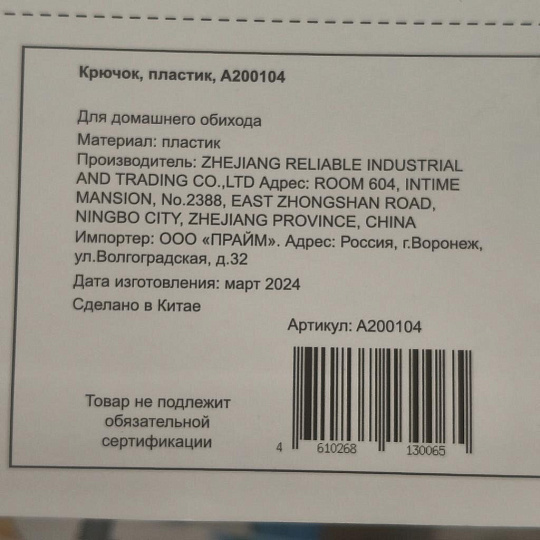 Крючок, пластик, А200104
Для домашнего обихода
Материал: пластик
Производитель: ZHEJIANG RELIABLE INDUSTRIAL
AND TRADING CO.,LTD Адрес: ROOM 604, INTIME
MANSION, No.2388, EAST ZHONGSHAN ROAD,
NINGBO CITY, ZHEJIANG PROVINCE, CHINA
Импортер: ООО «ПРАЙМ». Адрес: Россия, г.Воронеж,
ул.Волгоградская, д.32
Дата изготовления: март 2024
Сделано в Китае
Артикул: А200104
Товар не подлежит
обязательной
сертификации
4 610268 130065